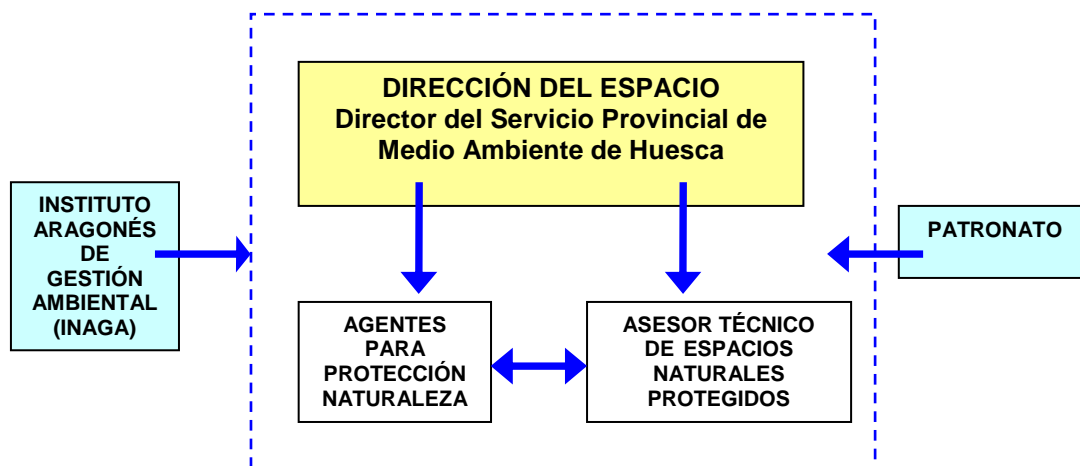 DIRECCIÓN DEL ESPACIO
Director del Servicio Provincial de
Medio Ambiente de Huesca
INSTITUTO
ARAGONÉS
DE
GESTIÓN
AMBIENTAL
(INAGA)
PATRONATO
AGENTES
PARA
PROTECCIÓN
NATURALEZA
ASESOR TÉCNICO
DE ESPACIOS
NATURALES
PROTEGIDOS